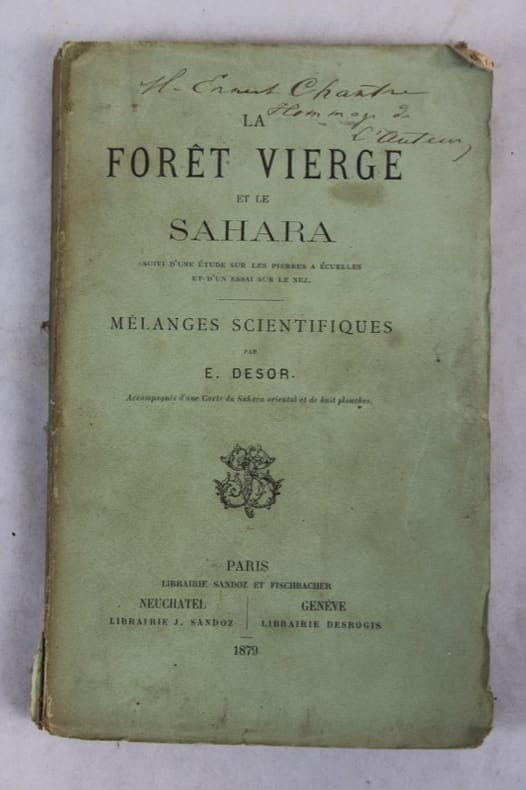 M. Ernest Chantre
Hommage de
L'Auteur
LA
FORÊT VIERGE
ET LE
SAHARA
SUIVI D'UNE ÉTUDE SUR LES PIERRES A ÉCUELLES
ET D'UN ESSAI SUR LE NEZ.
MÉLANGES SCIENTIFIQUES
PAR
E. DESOR.
Accompagnés d'une Carte du Sahara oriental et de huit planches.
PARIS
LIBRAIRIE SANDOZ ET FISCHBACHER
NEUCHATEL
LIBRAIRIE J. SANDOZ
GENÉVE
LIBRAIRIE DESROGIS
1879